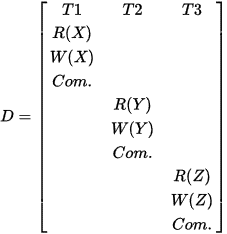 T1 T2 T3
R(X)
W(X)
Com.
R(Y)
D = W(Y)
Com.
R(Z)
W(Z)
Com.